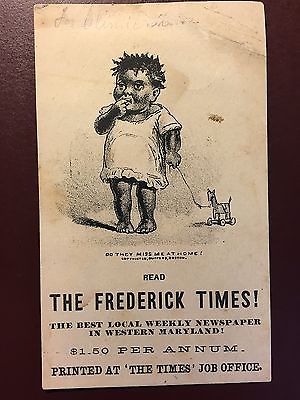 DO THEY MISS ME AT HOME?
READ
THE FREDERICK TIMES!
THE BEST LOCAL WEEKLY NEWSPAPER
IN WESTERN MARYLAND!
$1.50 PER ANNUM.
PRINTED AT 'THE TIMES' JOB OFFICE.